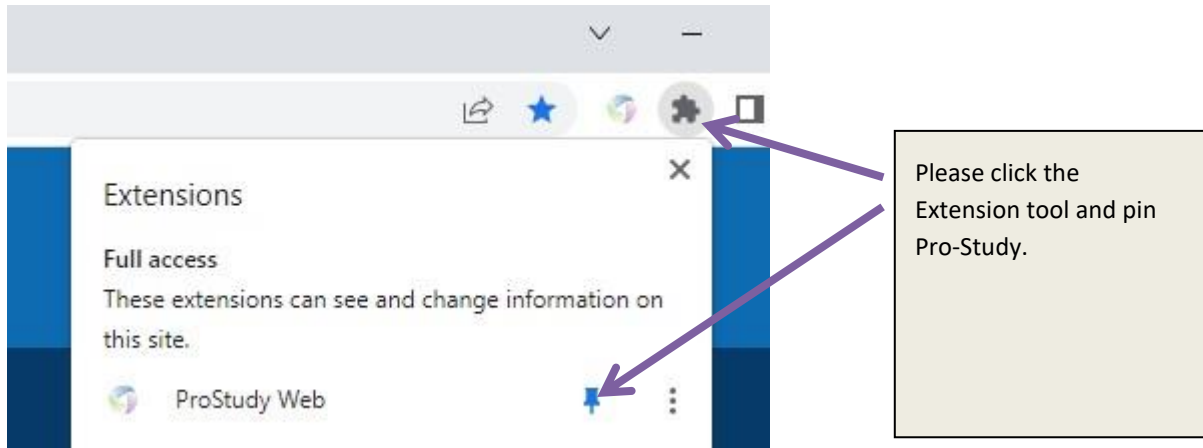 Extensions
Full access
These extensions can see and change information on
this site.
ProStudy Web
Please click the
Extension tool and pin
Pro-Study.